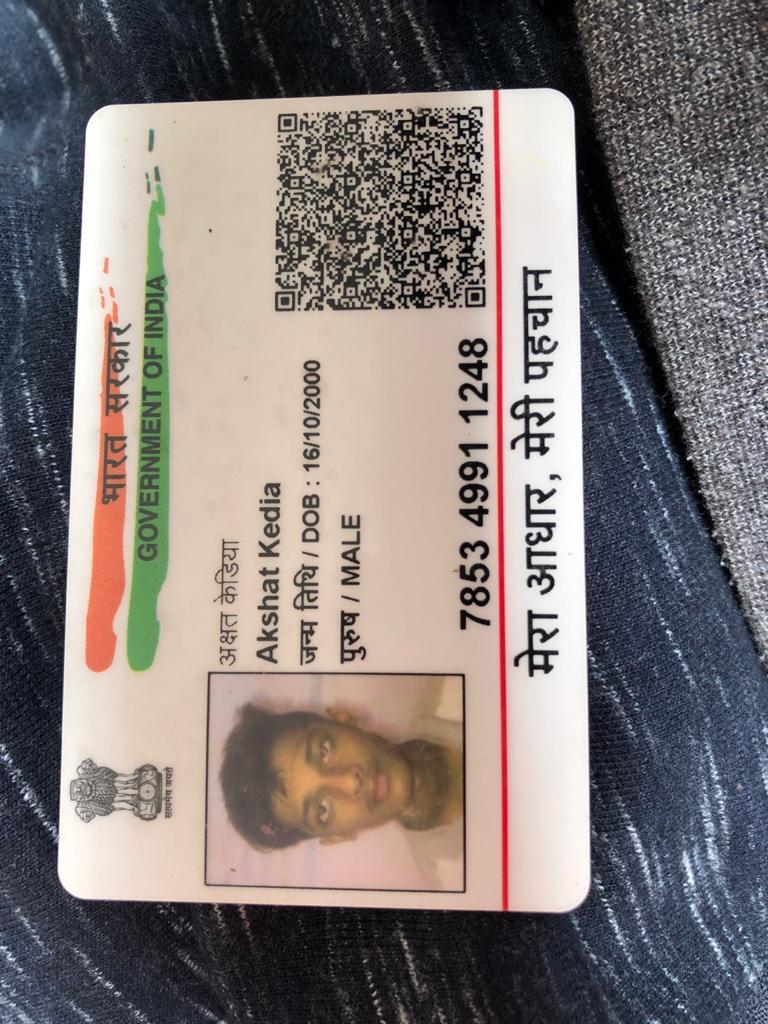 भारत सरकार
GOVERNMENT OF INDIA
सत्यमेव जयते
अक्षत केडिया
Akshat Kedia
जन्म तिथि / DOB : 16/10/2000
पुरुष / MALE
7853 4991 1248
मेरा आधार, मेरी पहचान